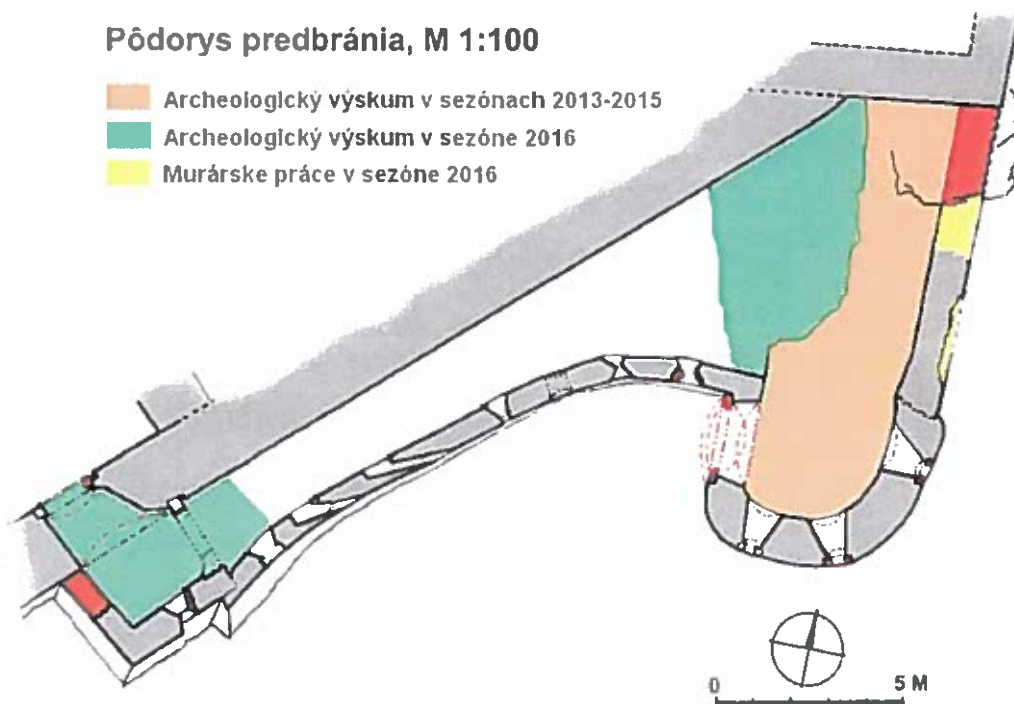 Pôdorys predbránia, M 1:100
Archeologický výskum v sezónach 2013-2015
Archeologický výskum v sezóne 2016
Murárske práce v sezóne 2016
0 5 M